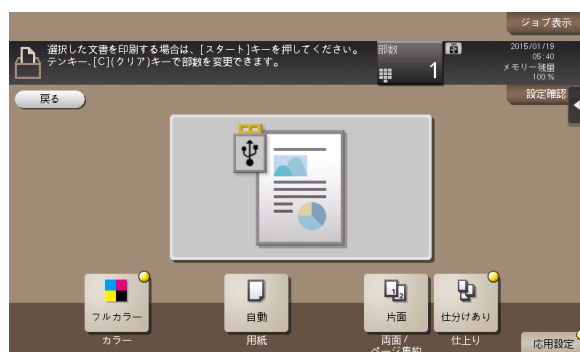 ジョブ表示
選択した文書を印刷する場合は、[スタート]キーを押してください。
テンキー、[C](クリア)キーで部数を変更できます。
部数
1
2015/01/19
05:40
メモリー残量
100 %
設定確認
戻る
フルカラー
自動
1
2
片面
仕分けあり
カラー
用紙
両面/
ページ集約
仕上り
応用設定